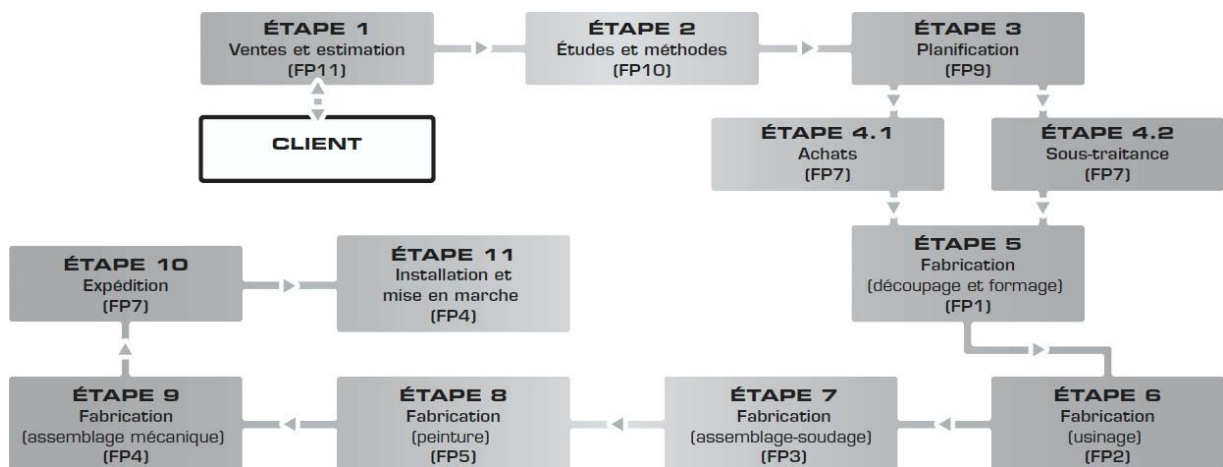 ÉTAPE 1
Ventes et estimation
(FP11)
ÉTAPE 2
Études et méthodes
(FP10)
ÉTAPE 3
Planification
(FP9)
CLIENT
ÉTAPE 4.1
Achats
(FP7)
ÉTAPE 4.2
Sous-traitance
(FP7)
ÉTAPE 5
Fabrication
(découpage et formage)
(FP1)
ÉTAPE 10
Expédition
(FP7)
ÉTAPE 11
Installation et
mise en marche
(FP4)
ÉTAPE 9
Fabrication
(assemblage mécanique)
(FP4)
ÉTAPE 8
Fabrication
(peinture)
(FP5)
ÉTAPE 7
Fabrication
(assemblage-soudage)
(FP3)
ÉTAPE 6
Fabrication
(usinage)
(FP2)